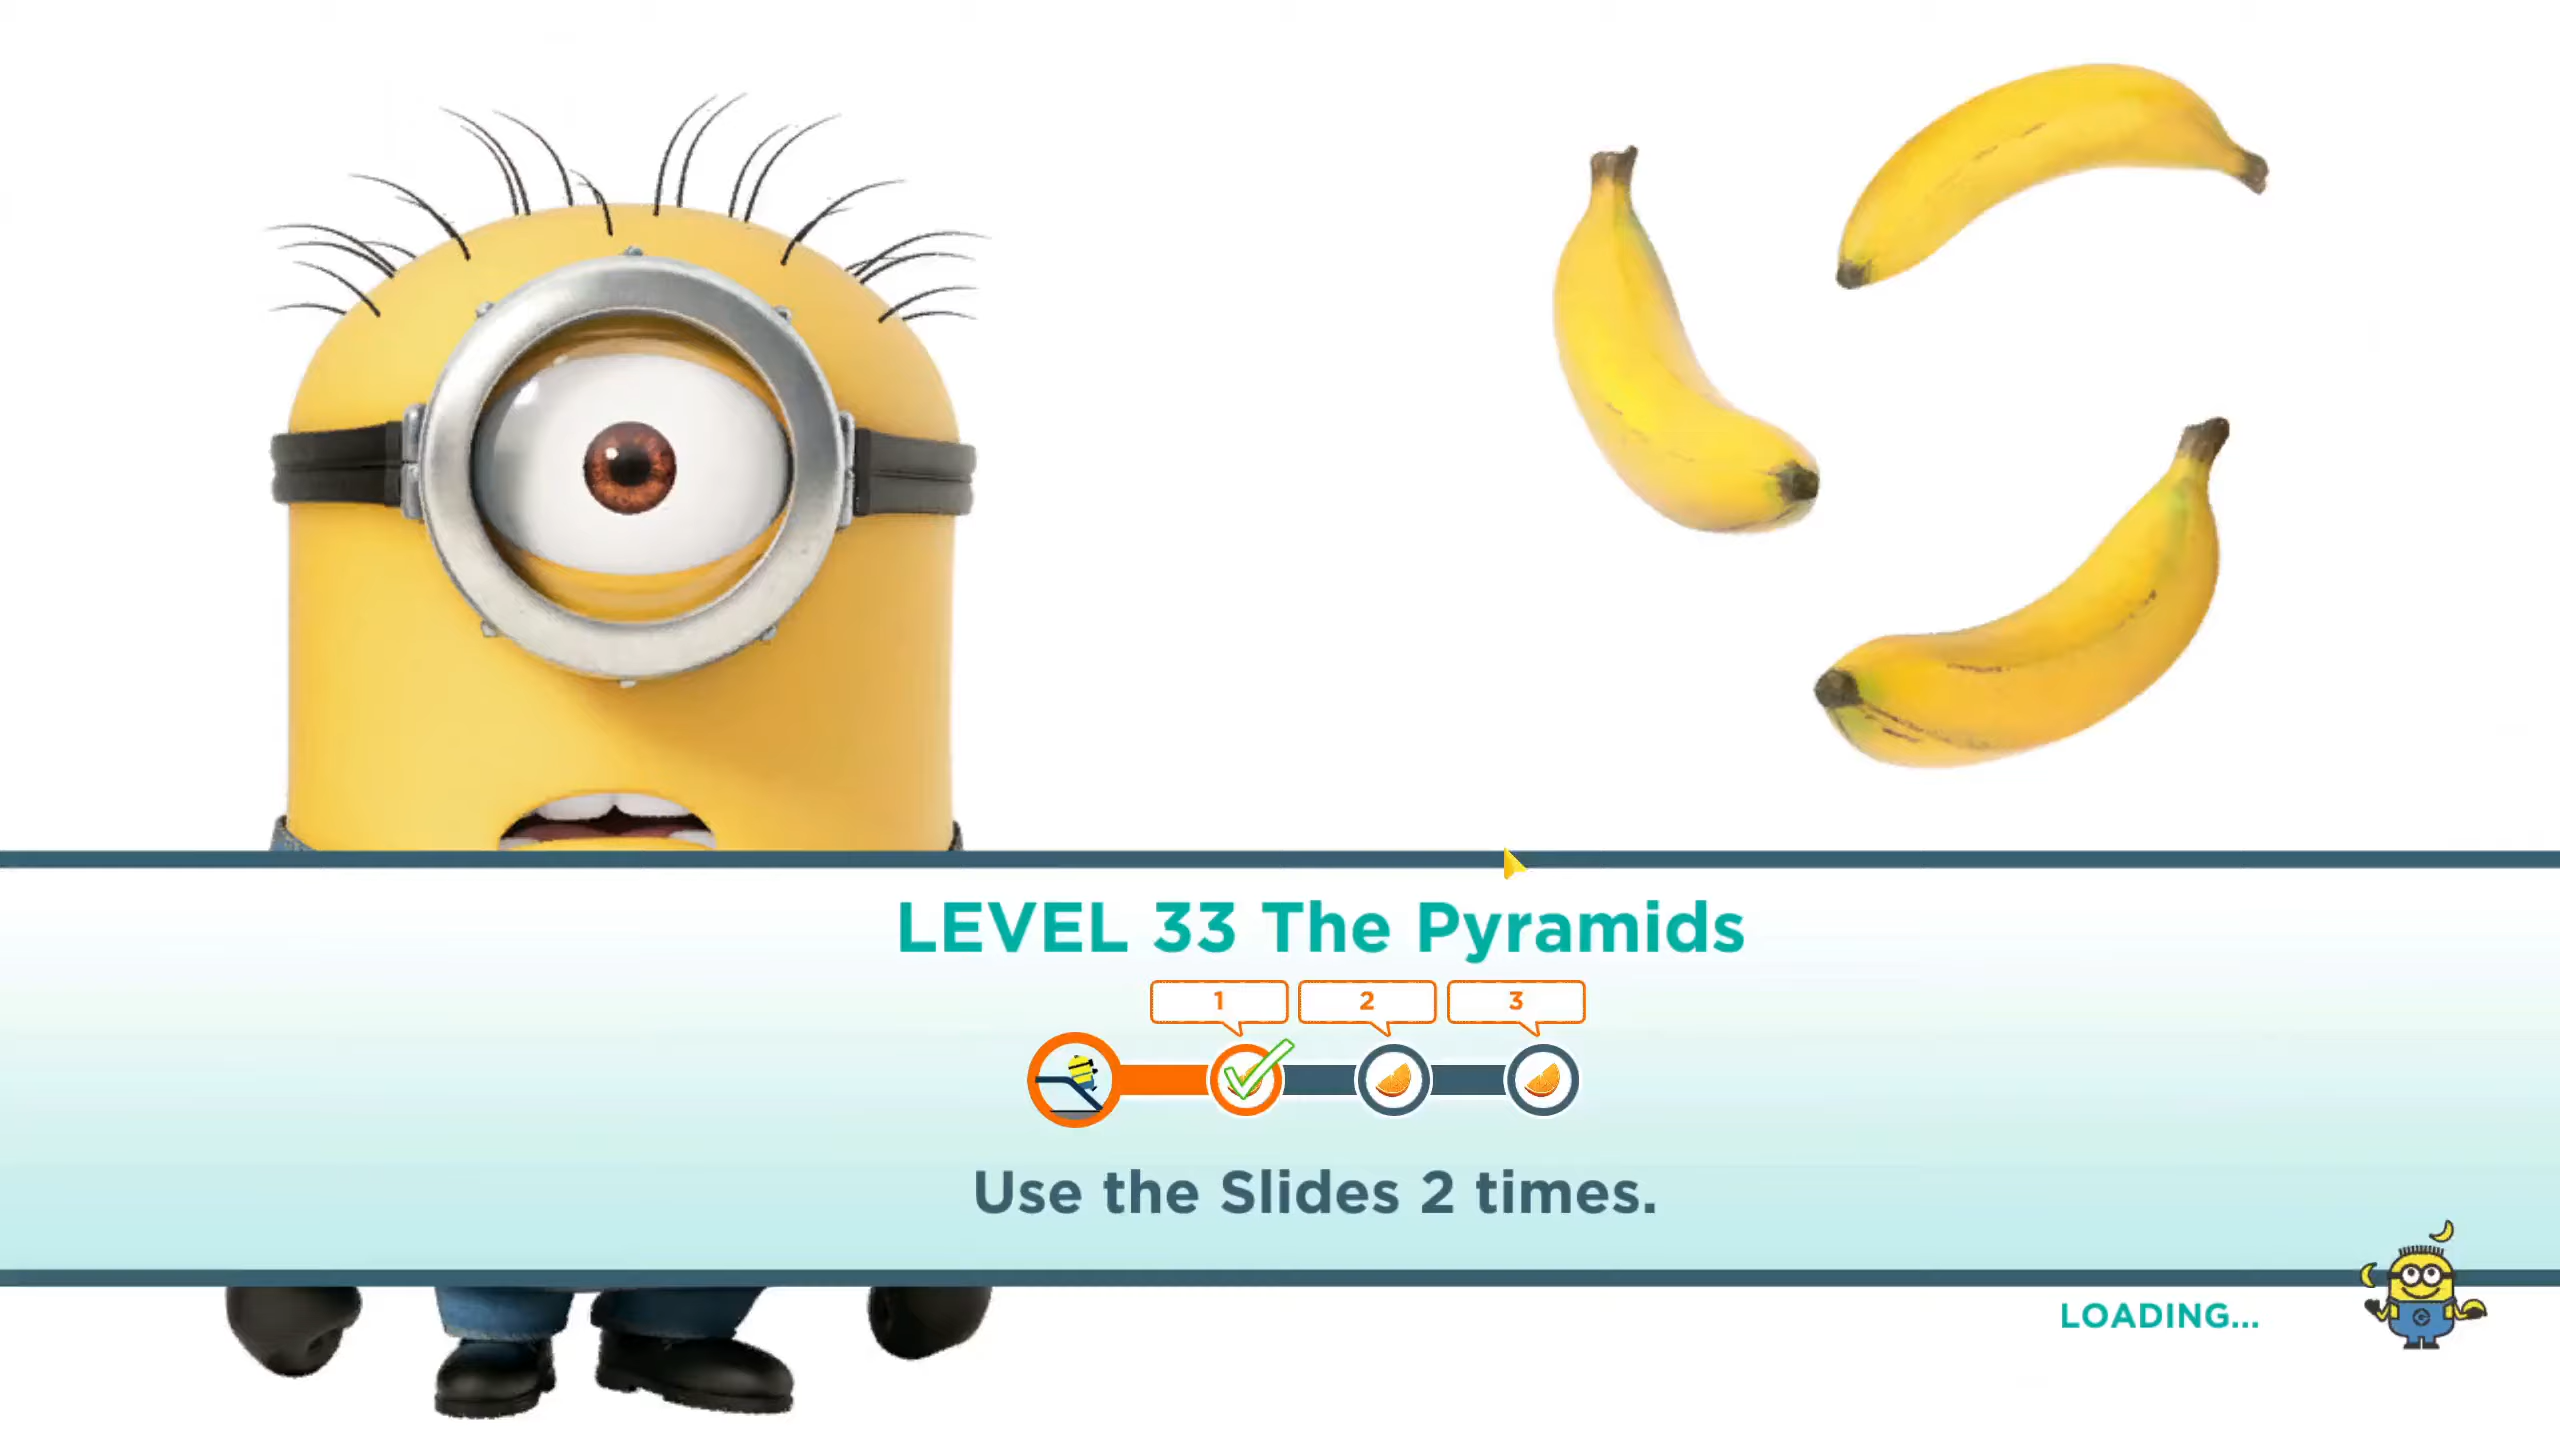 LEVEL 33 The Pyramids
1 2 3
Use the Slides 2 times.
LOADING...